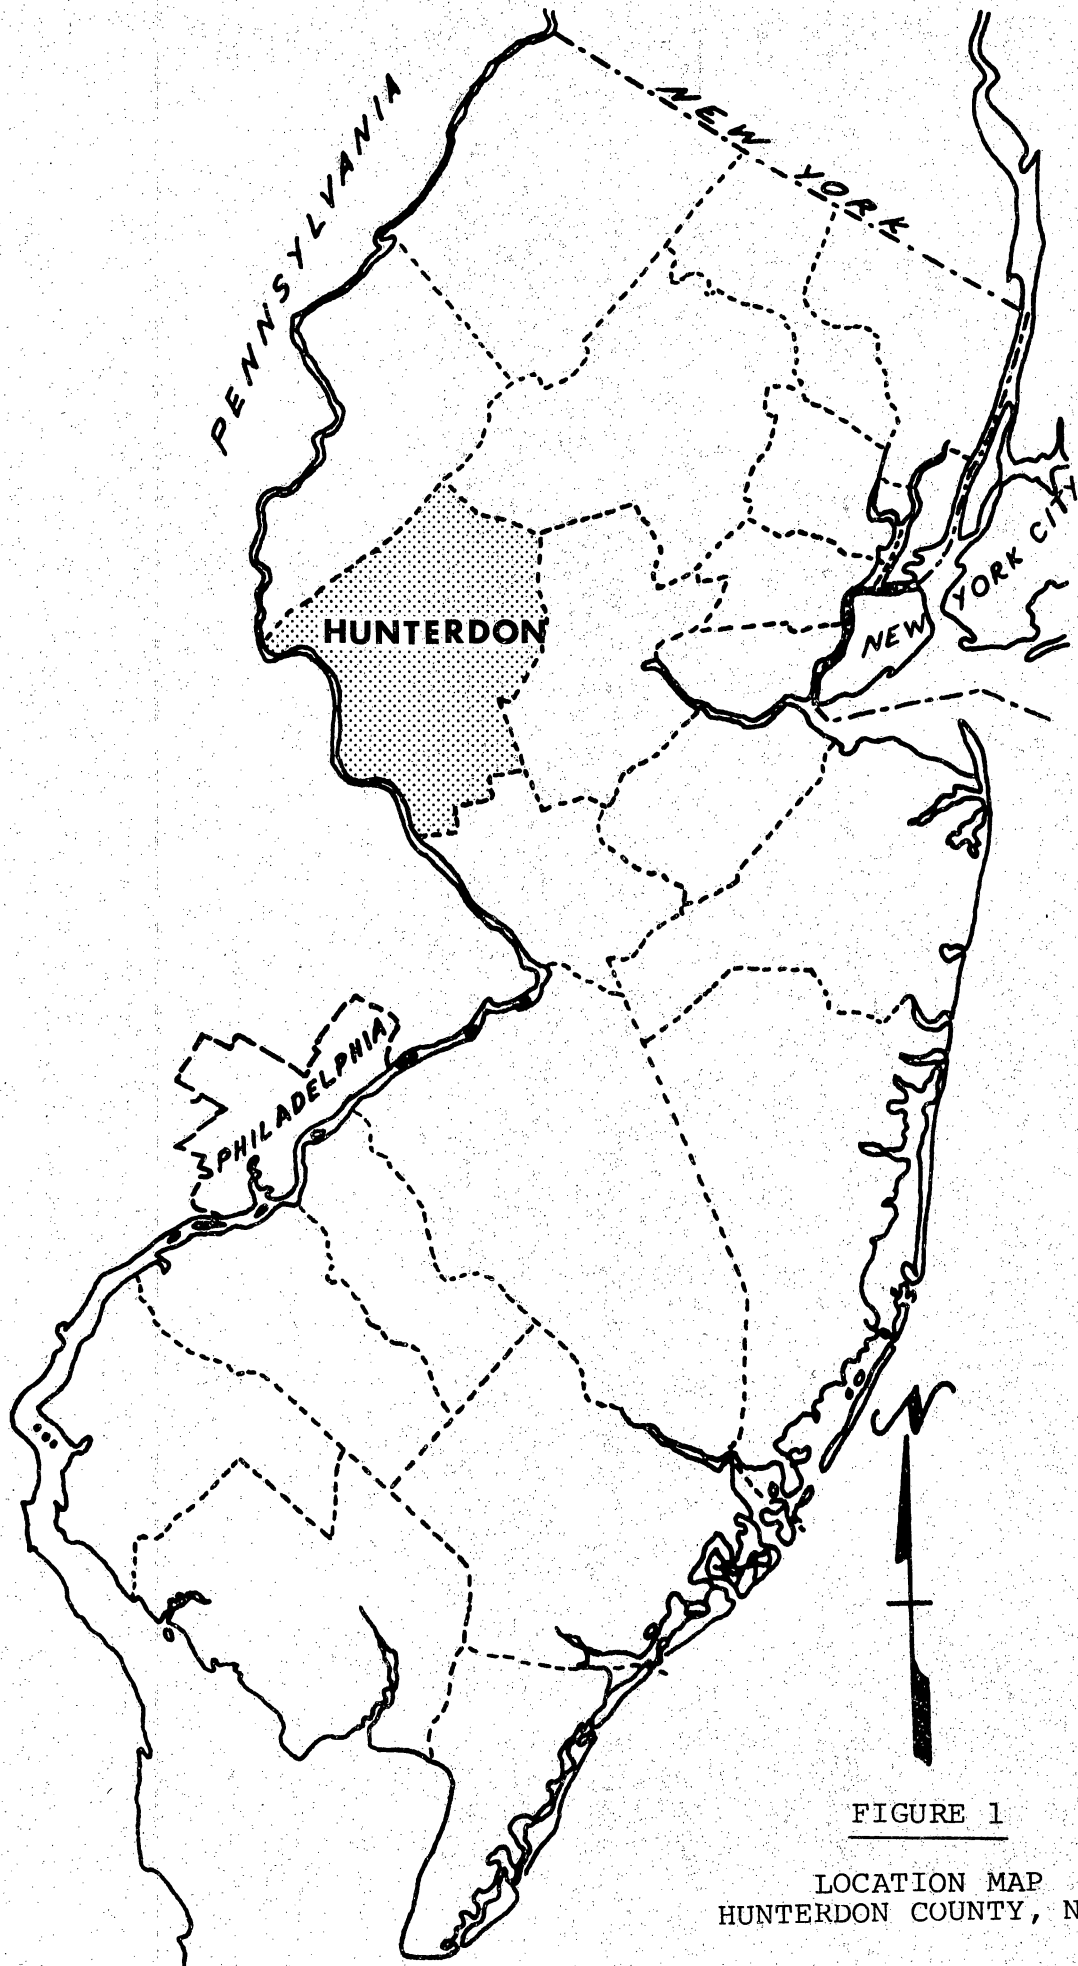 PENNSYLVANIA
NEW YORK
HUNTERDON
NEW YORK CITY
PHILADELPHIA
N
FIGURE 1
LOCATION MAP
HUNTERDON COUNTY, N